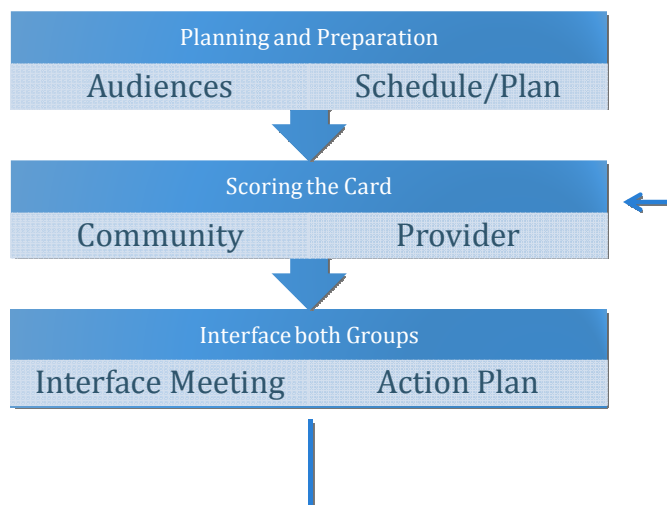 Planning and Preparation
Audiences Schedule/Plan
Scoring the Card
Community Provider
Interface both Groups
Interface Meeting Action Plan